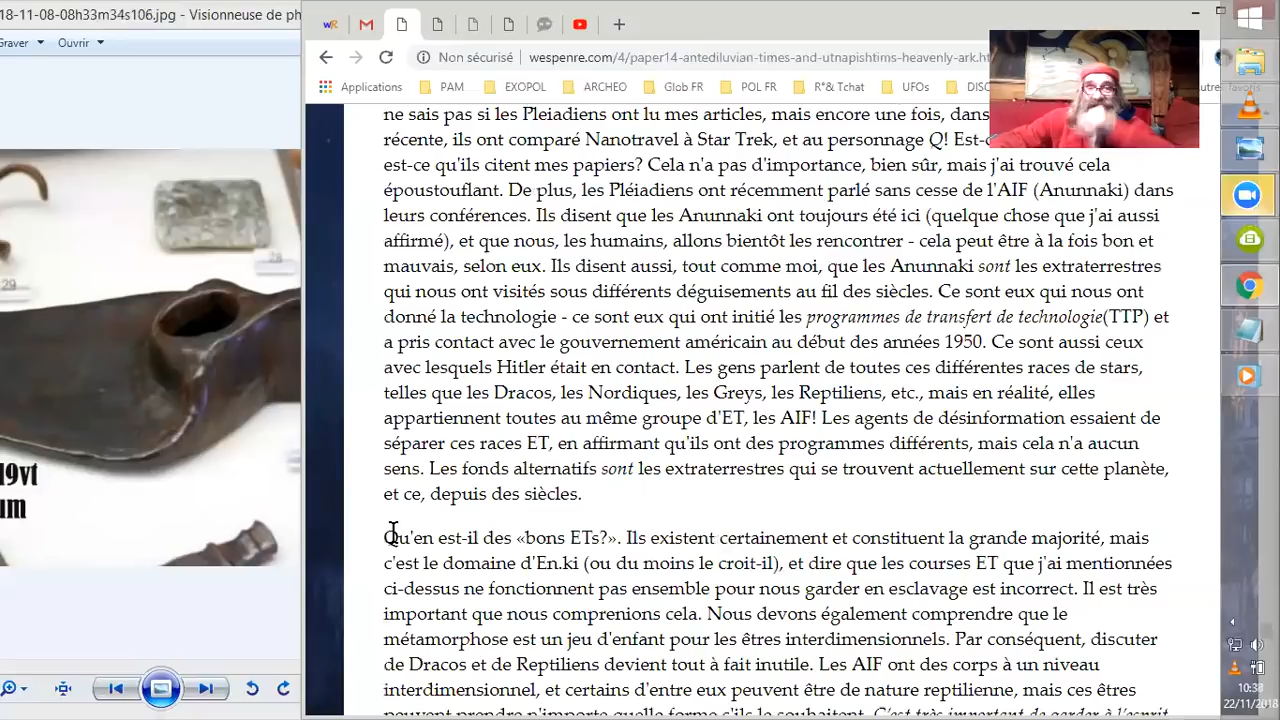 18-11-08-08h33m34s106.jpg - Visionneuse de ph
Graver
Ouvrir
29
19vt
um
wR
Non sécurisé
wespenre.com/4/paper14-antediluvian-times-and-utnapishtims-heavenly-ark.ht
Applications
PAM
EXOPOL
ARCHEO
Glob FR
POL FR
R*& Tchat
UFOs
DISC
utres favoris
ne sais pas si les Pleiadiens ont lu mes articles, mais encore une fois, dans
récente, ils ont comparé Nanotravel à Star Trek, et au personnage Q! Est-c
est-ce qu'ils citent mes papiers? Cela n'a pas d'importance, bien sûr, mais j'ai trouvé cela
époustouflant. De plus, les Pléiadiens ont récemment parlé sans cesse de l'AIF (Anunnaki) dans
leurs conférences. Ils disent que les Anunnaki ont toujours été ici (quelque chose que j'ai aussi
affirmé), et que nous, les humains, allons bientôt les rencontrer - cela peut être à la fois bon et
mauvais, selon eux. Ils disent aussi, tout comme moi, que les Anunnaki sont les extraterrestres
qui nous ont visités sous différents déguisements au fil des siècles. Ce sont eux qui nous ont
donné la technologie - ce sont eux qui ont initié les programmes de transfert de technologie(TTP) et
a pris contact avec le gouvernement américain au début des années 1950. Ce sont aussi ceux
avec lesquels Hitler était en contact. Les gens parlent de toutes ces différentes races de stars,
telles que les Dracos, les Nordiques, les Greys, les Reptiliens, etc., mais en réalité, elles
appartiennent toutes au même groupe d'ET, les AIF! Les agents de désinformation essaient de
séparer ces races ET, en affirmant qu'ils ont des programmes différents, mais cela n'a aucun
sens. Les fonds alternatifs sont les extraterrestres qui se trouvent actuellement sur cette planète,
et ce, depuis des siècles.
Qu'en est-il des «bons ETs?». Ils existent certainement et constituent la grande majorité, mais
c'est le domaine d'En.ki (ou du moins le croit-il), et dire que les courses ET que j'ai mentionnées
ci-dessus ne fonctionnent pas ensemble pour nous garder en esclavage est incorrect. Il est très
important que nous comprenions cela. Nous devons également comprendre que le
métamorphose est un jeu d'enfant pour les êtres interdimensionnels. Par conséquent, discuter
de Dracos et de Reptiliens devient tout à fait inutile. Les AIF ont des corps à un niveau
interdimensionnel, et certains d'entre eux peuvent être de nature reptilienne, mais ces êtres
peuvent prendre n'importe quelle forme s'ils le souhaitent. C'est très important de garder à l'esprit
10:38
22/11/2018